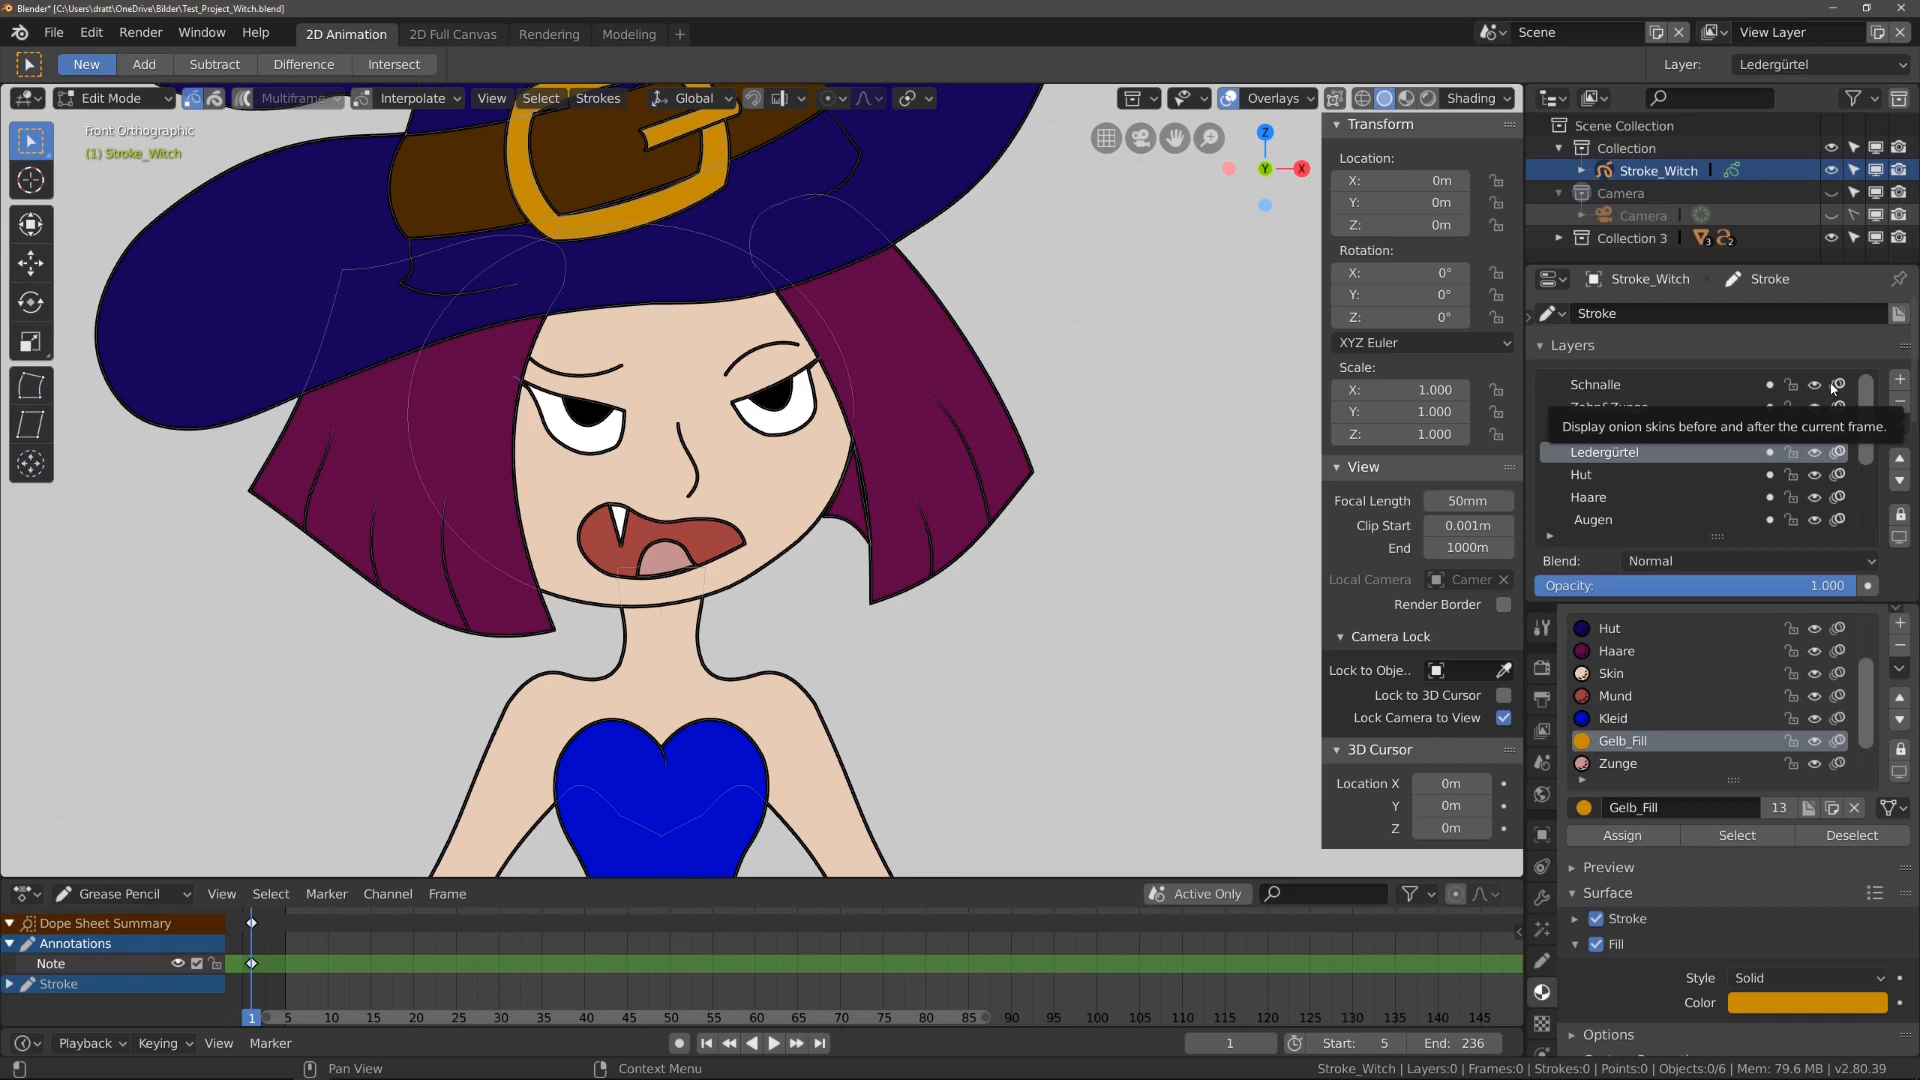 Blender* [C:\Users\dratt\OneDrive\Bilder\Test_Project_Witch.blend]
File Edit Render Window Help 2D Animation 2D Full Canvas Rendering Modeling + Scene View Layer
New Add Subtract Difference Intersect Layer: Ledergürtel
Edit Mode Multiframe Interpolate View Select Strokes Global Overlays Shading
Front Orthographic
(1) Stroke_Witch
Z
Y
X
Transform
Location:
X: 0m
Y: 0m
Z: 0m
Rotation:
X: 0°
Y: 0°
Z: 0°
XYZ Euler
Scale:
X: 1.000
Y: 1.000
Z: 1.000
View
Focal Length 50mm
Clip Start 0.001m
End 1000m
Local Camera Camer
Render Border
Camera Lock
Lock to Obje..
Lock to 3D Cursor
Lock Camera to View
3D Cursor
Location X 0m
Y 0m
Z 0m
Scene Collection
Collection
Stroke_Witch
Camera
Camera
Collection 3 3 2
Stroke_Witch Stroke
Stroke
Layers
Schnalle
Display onion skins before and after the current frame.
Ledergürtel
Hut
Haare
Augen
Blend: Normal
Opacity: 1.000
Hut
Haare
Skin
Mund
Kleid
Gelb_Fill
Zunge
Gelb_Fill 13
Assign Select Deselect
Preview
Surface
Stroke
Fill
Style Solid
Color
Options
Grease Pencil View Select Marker Channel Frame Active Only
Dope Sheet Summary
Annotations
Note
Stroke
1 5 10 15 20 25 30 35 40 45 50 55 60 65 70 75 80 85 90 95 100 105 110 115 120 125 130 135 140 145
Playback Keying View Marker 1 Start: 5 End: 236
Pan View Context Menu Stroke_Witch | Layers:0 | Frames:0 | Strokes:0 | Points:0 | Objects:0/6 | Mem: 79.6 MB | v2.80.39